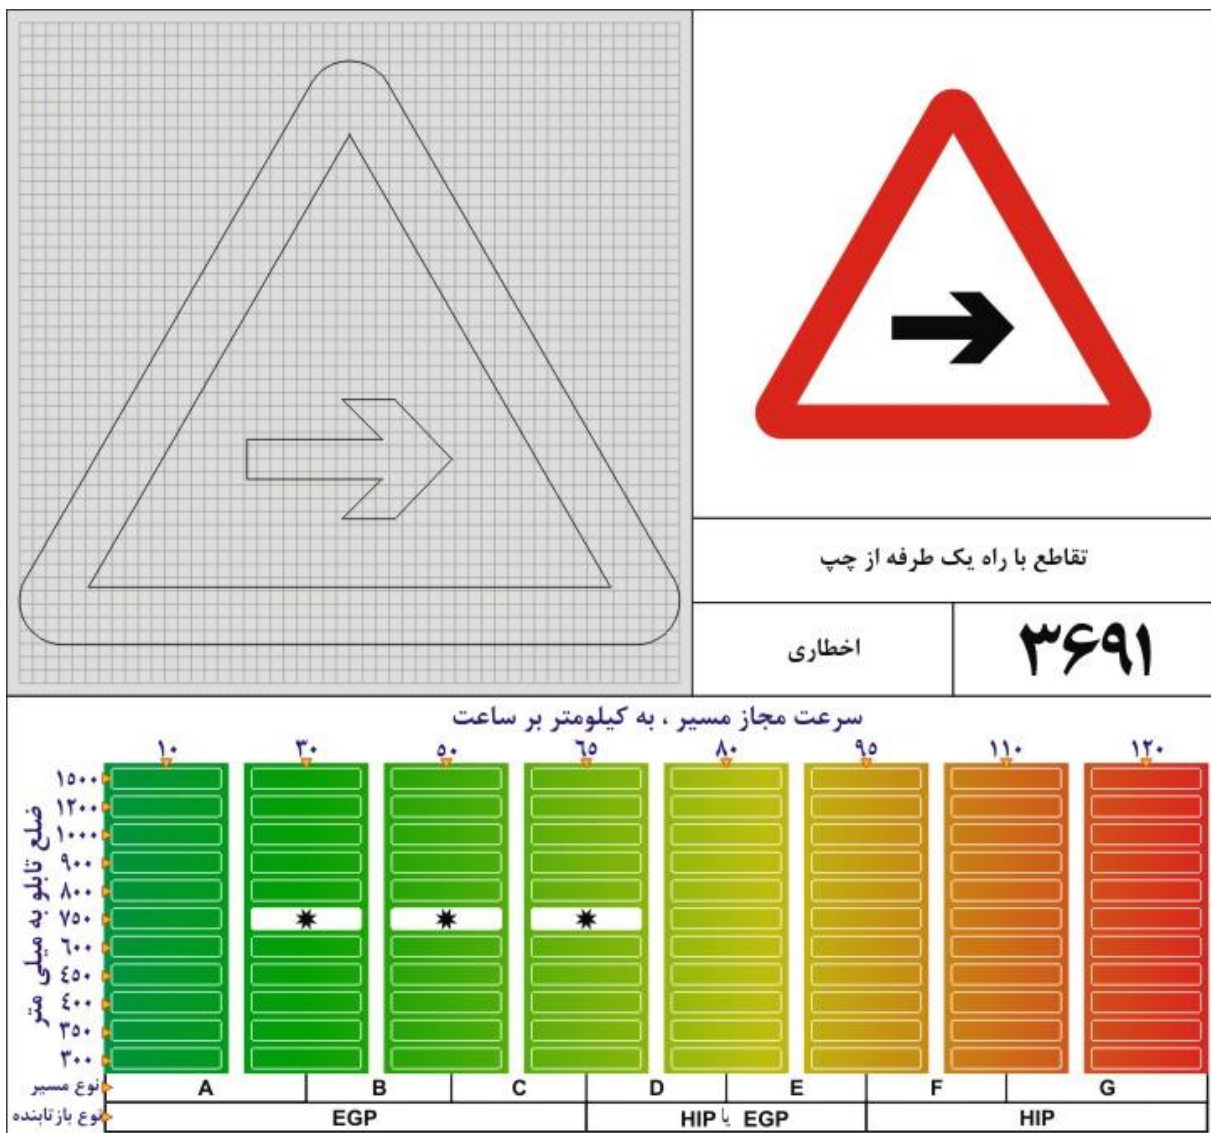 تقاطع با راه یک طرفه از چپ
اخطاری
۳۶۹۱
سرعت مجاز مسیر ، به کیلومتر بر ساعت
۱۰ ۳۰ ۵۰ ۶۵ ۸۰ ۹۵ ۱۱۰ ۱۲۰
ضلع تابلو به میلی متر
۱۵۰۰
۱۲۰۰
۱۰۰۰
۹۰۰
۸۰۰
۷۵۰
۶۰۰
۴۵۰
۴۰۰
۳۵۰
۳۰۰
نوع مسیر
A B C D E F G
نوع بازتابنده
EGP
HIP یا EGP
HIP